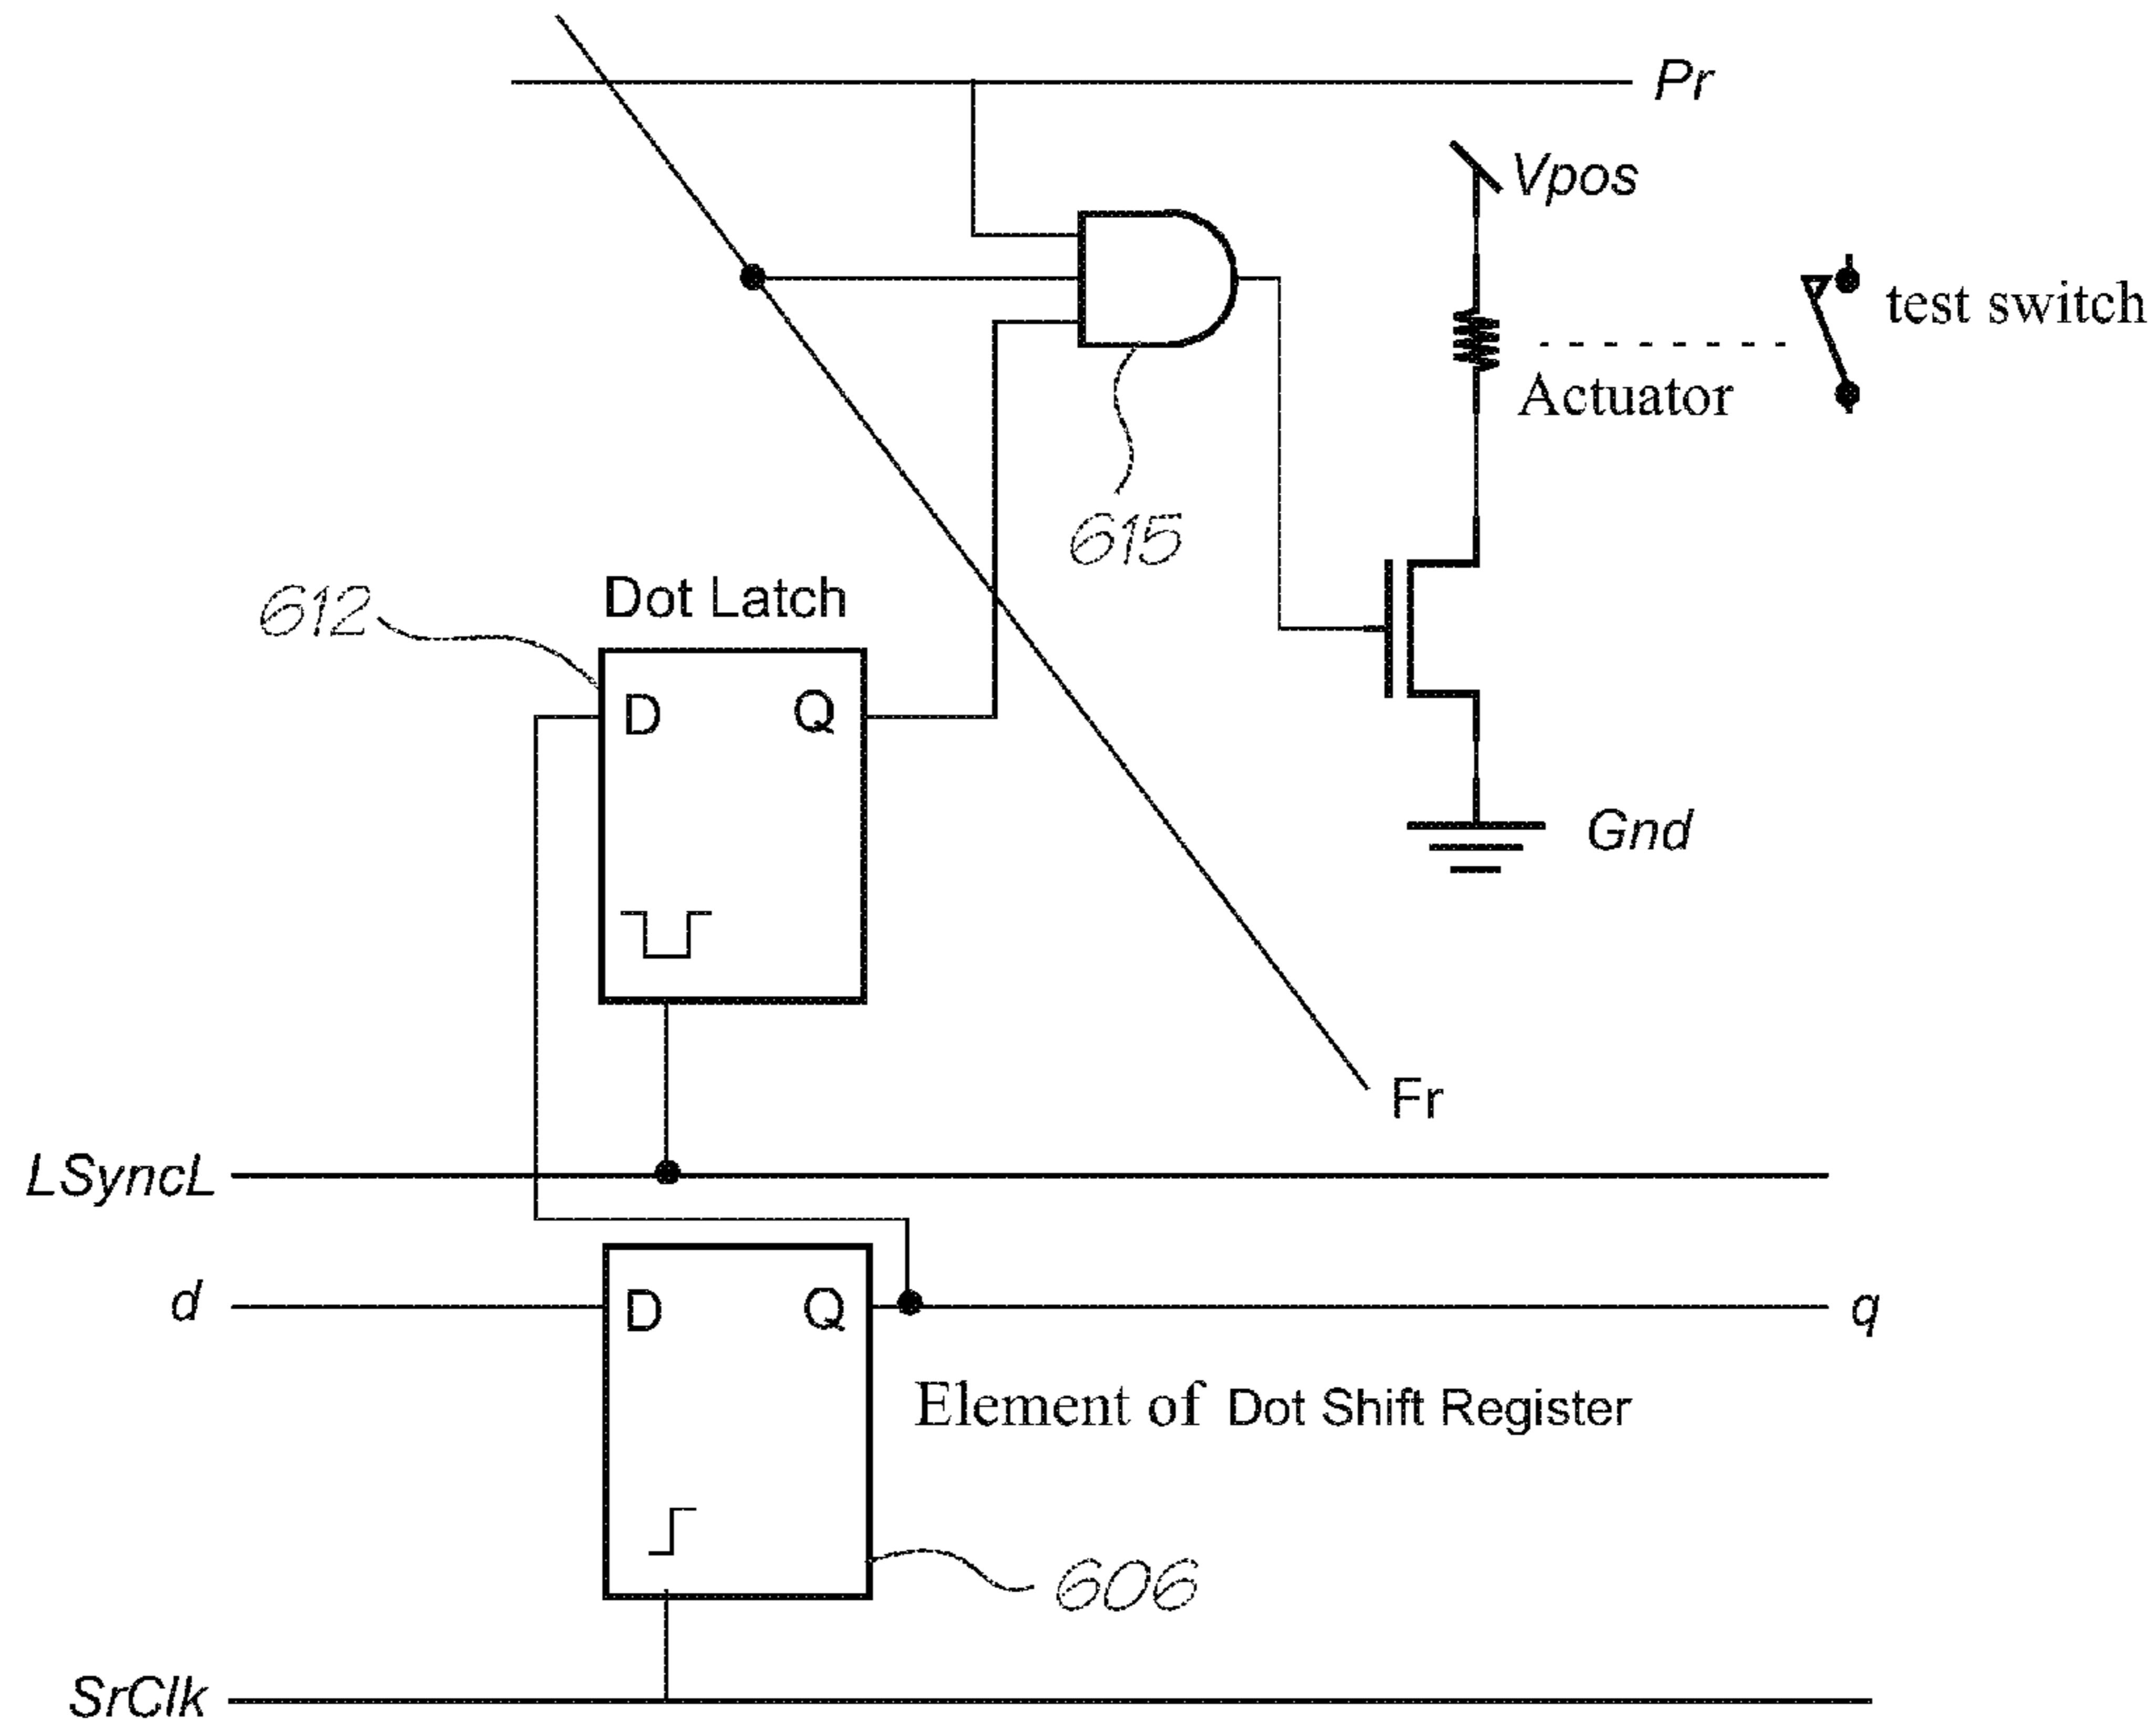 Pr
Vpos
test switch
Actuator
615
612
Dot Latch
D Q
Gnd
Fr
LSyncL
d
D Q
q
Element of Dot Shift Register
606
SrClk